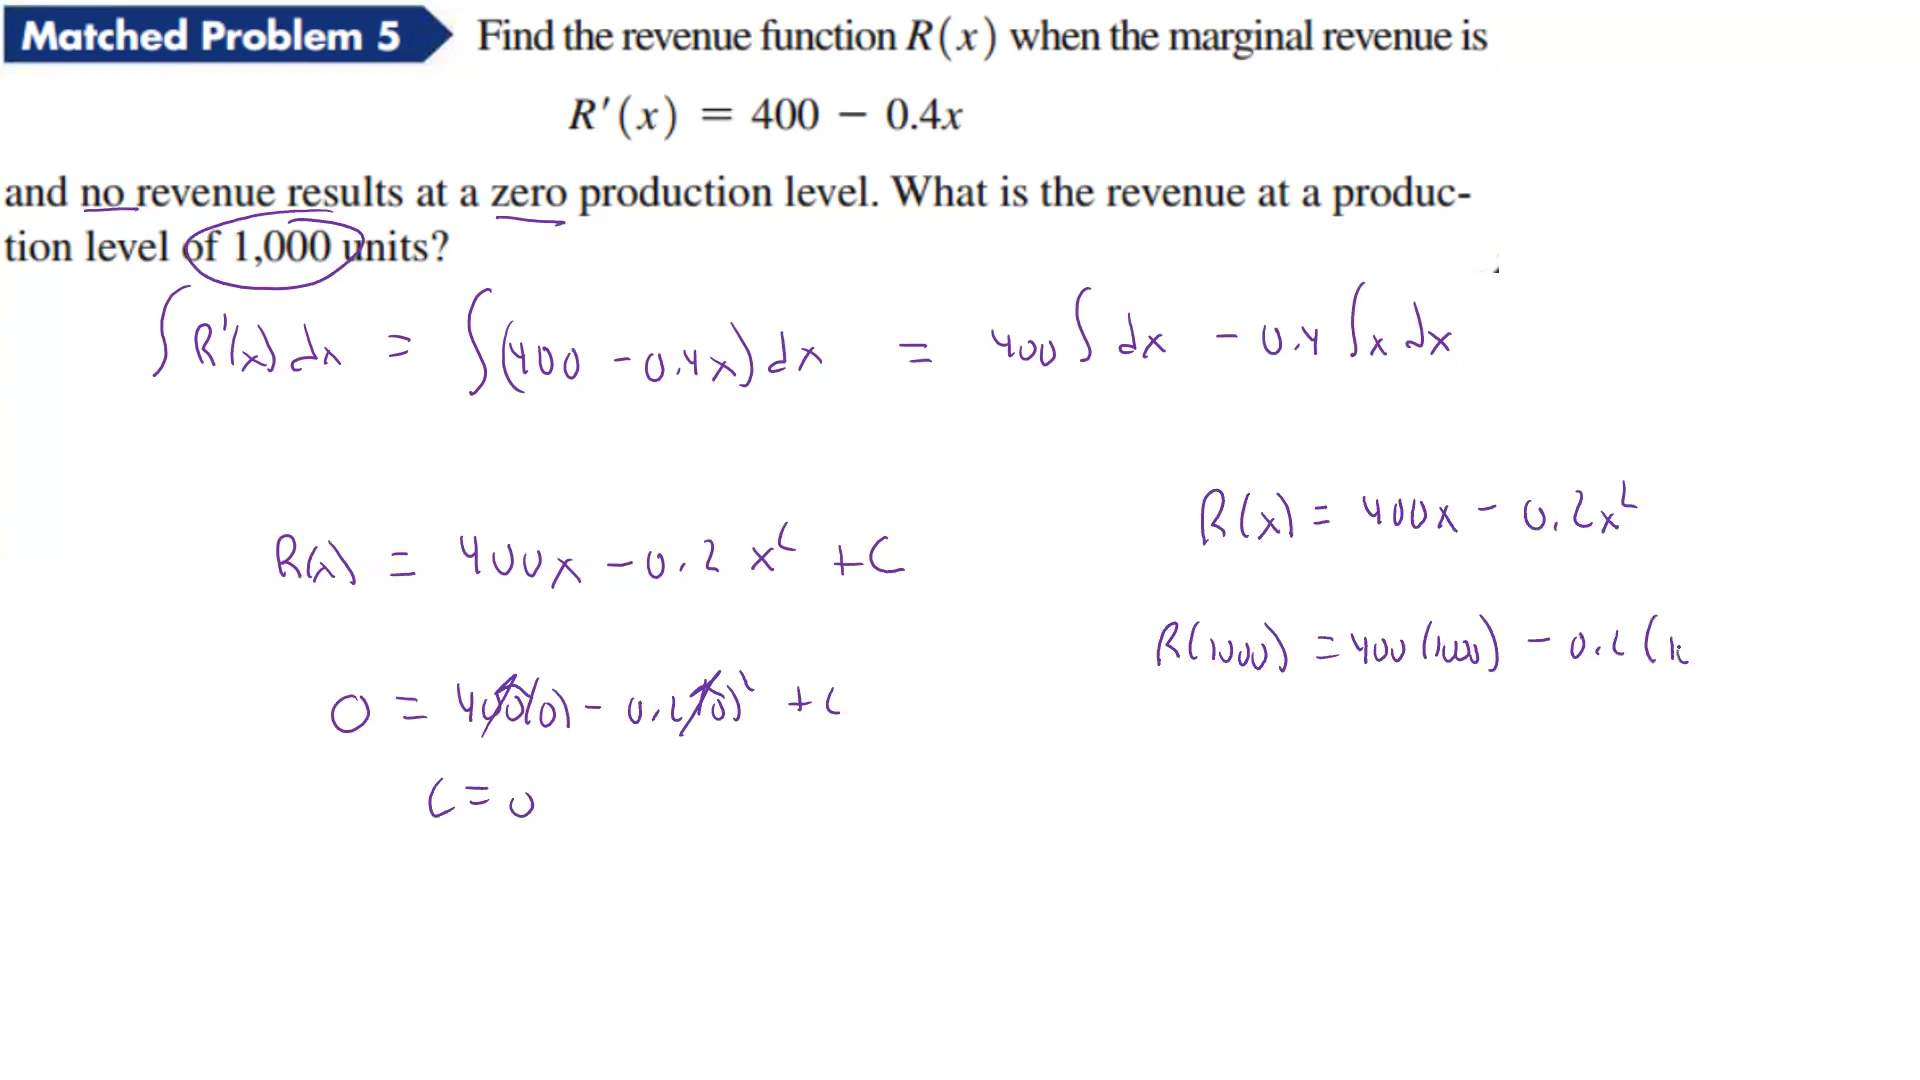 Matched Problem 5 Find the revenue function R(x) when the marginal revenue is
R′(x) = 400 − 0.4x
and no revenue results at a zero production level. What is the revenue at a produc-
tion level of 1,000 units?
∫ R'(x) dx = ∫(400 - 0.4x) dx = 400 ∫ dx - 0.4 ∫x dx
R(x) = 400x - 0.2x²
R(x) = 400x - 0.2 x² + C
R(1000) = 400 (1000) - 0.2 (10
0 = 400(0) - 0.2(0)² + C
C = 0